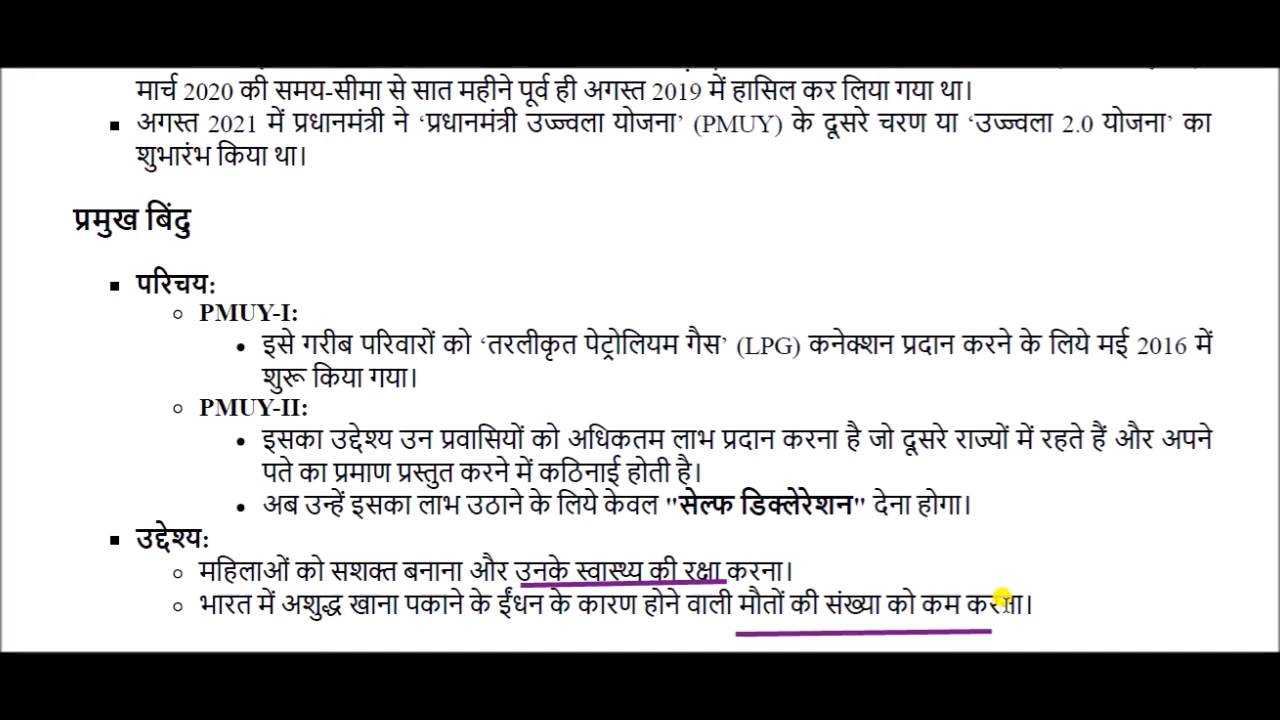 मार्च 2020 की समय-सीमा से सात महीने पूर्व ही अगस्त 2019 में हासिल कर लिया गया था।
▪ अगस्त 2021 में प्रधानमंत्री ने ‘प्रधानमंत्री उज्ज्वला योजना’ (PMUY) के दूसरे चरण या ‘उज्ज्वला 2.0 योजना’ का
शुभारंभ किया था।
प्रमुख बिंदु
▪ परिचय:
○ PMUY-I:
• इसे गरीब परिवारों को ‘तरलीकृत पेट्रोलियम गैस’ (LPG) कनेक्शन प्रदान करने के लिये मई 2016 में
शुरू किया गया।
○ PMUY-II:
• इसका उद्देश्य उन प्रवासियों को अधिकतम लाभ प्रदान करना है जो दूसरे राज्यों में रहते हैं और अपने
पते का प्रमाण प्रस्तुत करने में कठिनाई होती है।
• अब उन्हें इसका लाभ उठाने के लिये केवल "सेल्फ डिक्लेरेशन" देना होगा।
▪ उद्देश्य:
○ महिलाओं को सशक्त बनाना और उनके स्वास्थ्य की रक्षा करना।
○ भारत में अशुद्ध खाना पकाने के ईंधन के कारण होने वाली मौतों की संख्या को कम करना।